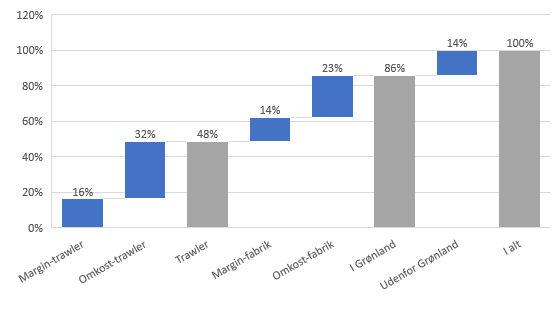 120%
100%
80%
60%
40%
20%
0%
16%
32%
48%
14%
23%
86%
14%
100%
Margin-trawler
Omkost-trawler
Trawler
Margin-fabrik
Omkost-fabrik
I Grønland
Udenfor Grønland
I alt